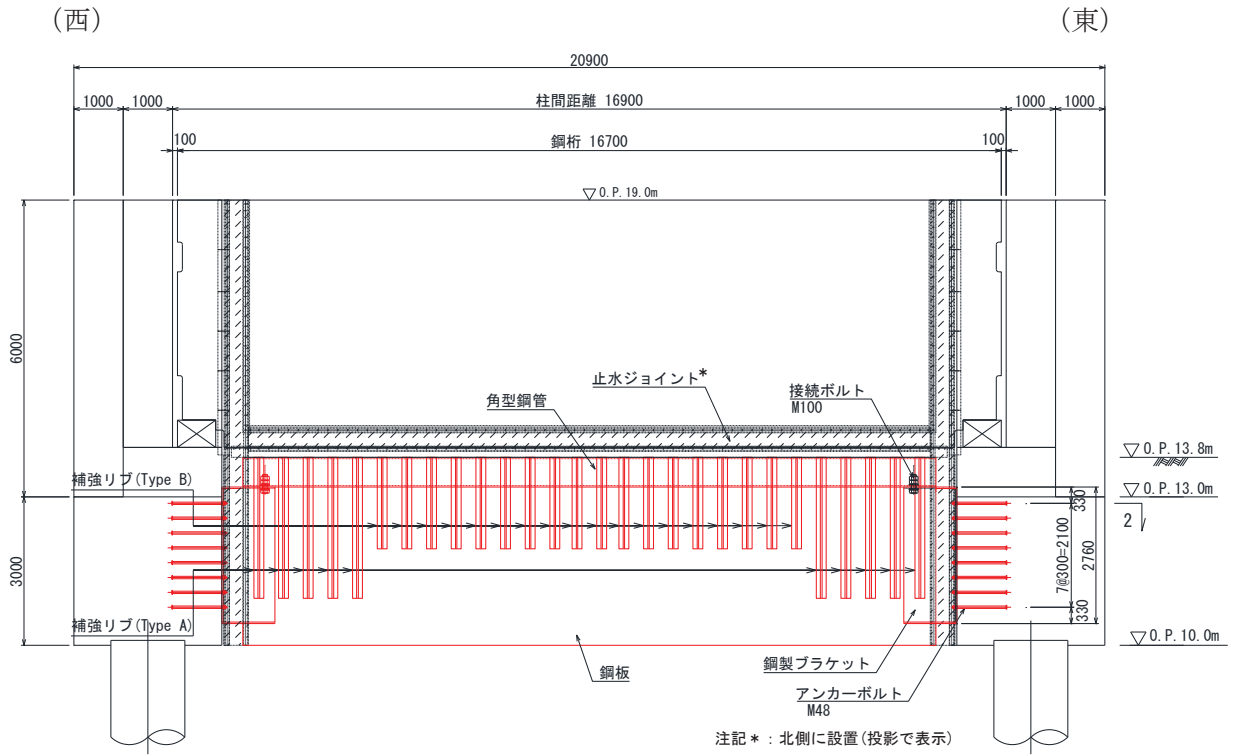 (西)
(東)
20900
1000
1000
柱間距離 16900
1000
1000
100
鋼桁 16700
100
▽O.P.19.0m
6000
止水ジョイント*
角型鋼管
接続ボルト
M100
▽O.P.13.8m
補強リブ(Type B)
▽O.P.13.0m
330
2
7@300=2100
2760
3000
330
補強リブ(Type A)
▽O.P.10.0m
鋼製ブラケット
鋼板
アンカーボルト
M48
注記*:北側に設置(投影で表示)